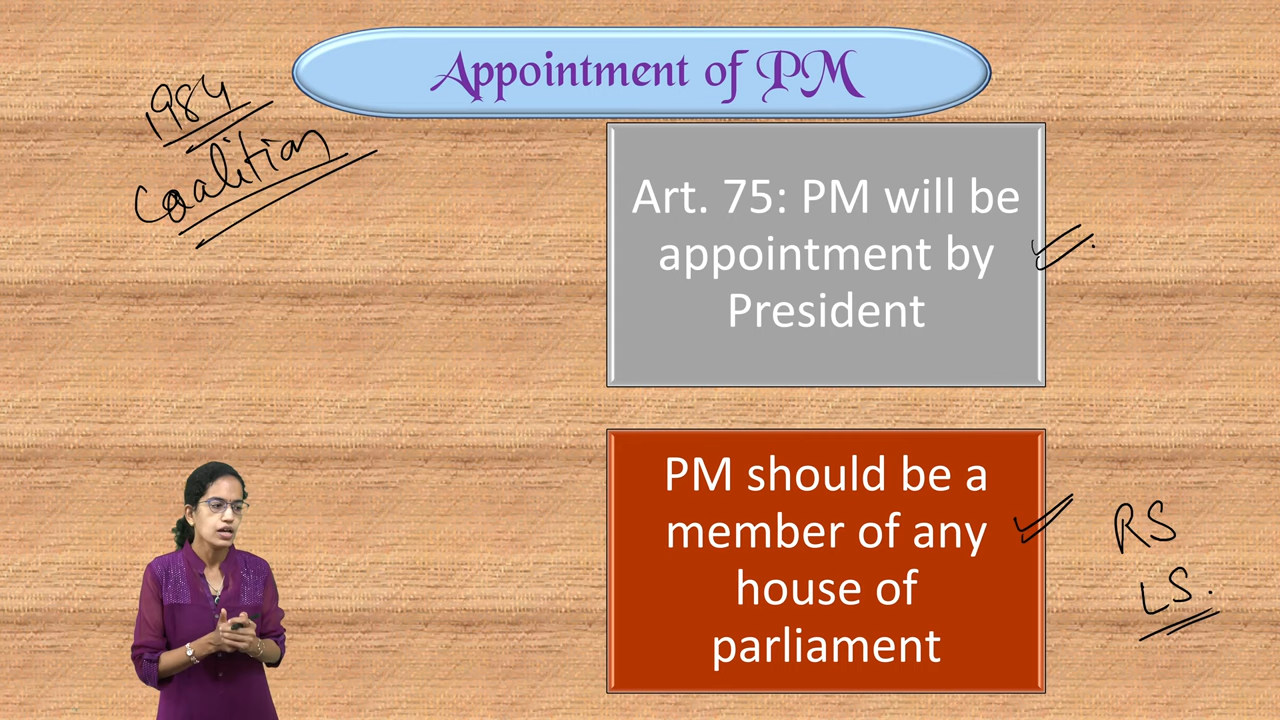 Appointment of PM
1984
Coalition
Art. 75: PM will be
appointment by
President
PM should be a
member of any
house of
parliament
RS
LS.